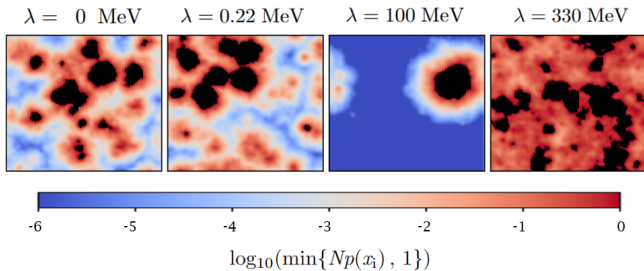 λ = 0 MeV λ = 0.22 MeV λ = 100 MeV λ = 330 MeV
-6 -5 -4 -3 -2 -1 0
log₁₀(min{Np(xᵢ) , 1})